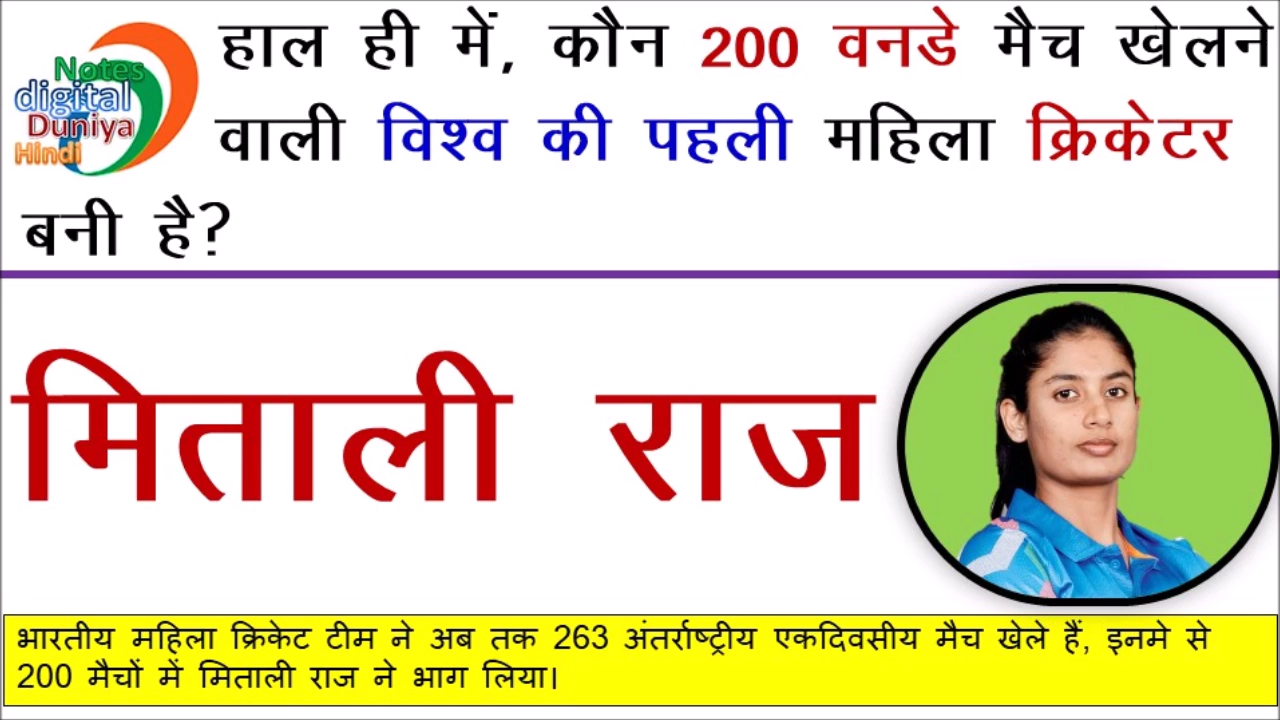 Notes
digital
Duniya
Hindi
हाल ही में, कौन 200 वनडे मैच खेलने
वाली विश्व की पहली महिला क्रिकेटर
बनी है?
मिताली राज
भारतीय महिला क्रिकेट टीम ने अब तक 263 अंतर्राष्ट्रीय एकदिवसीय मैच खेले हैं, इनमे से
200 मैचों में मिताली राज ने भाग लिया।